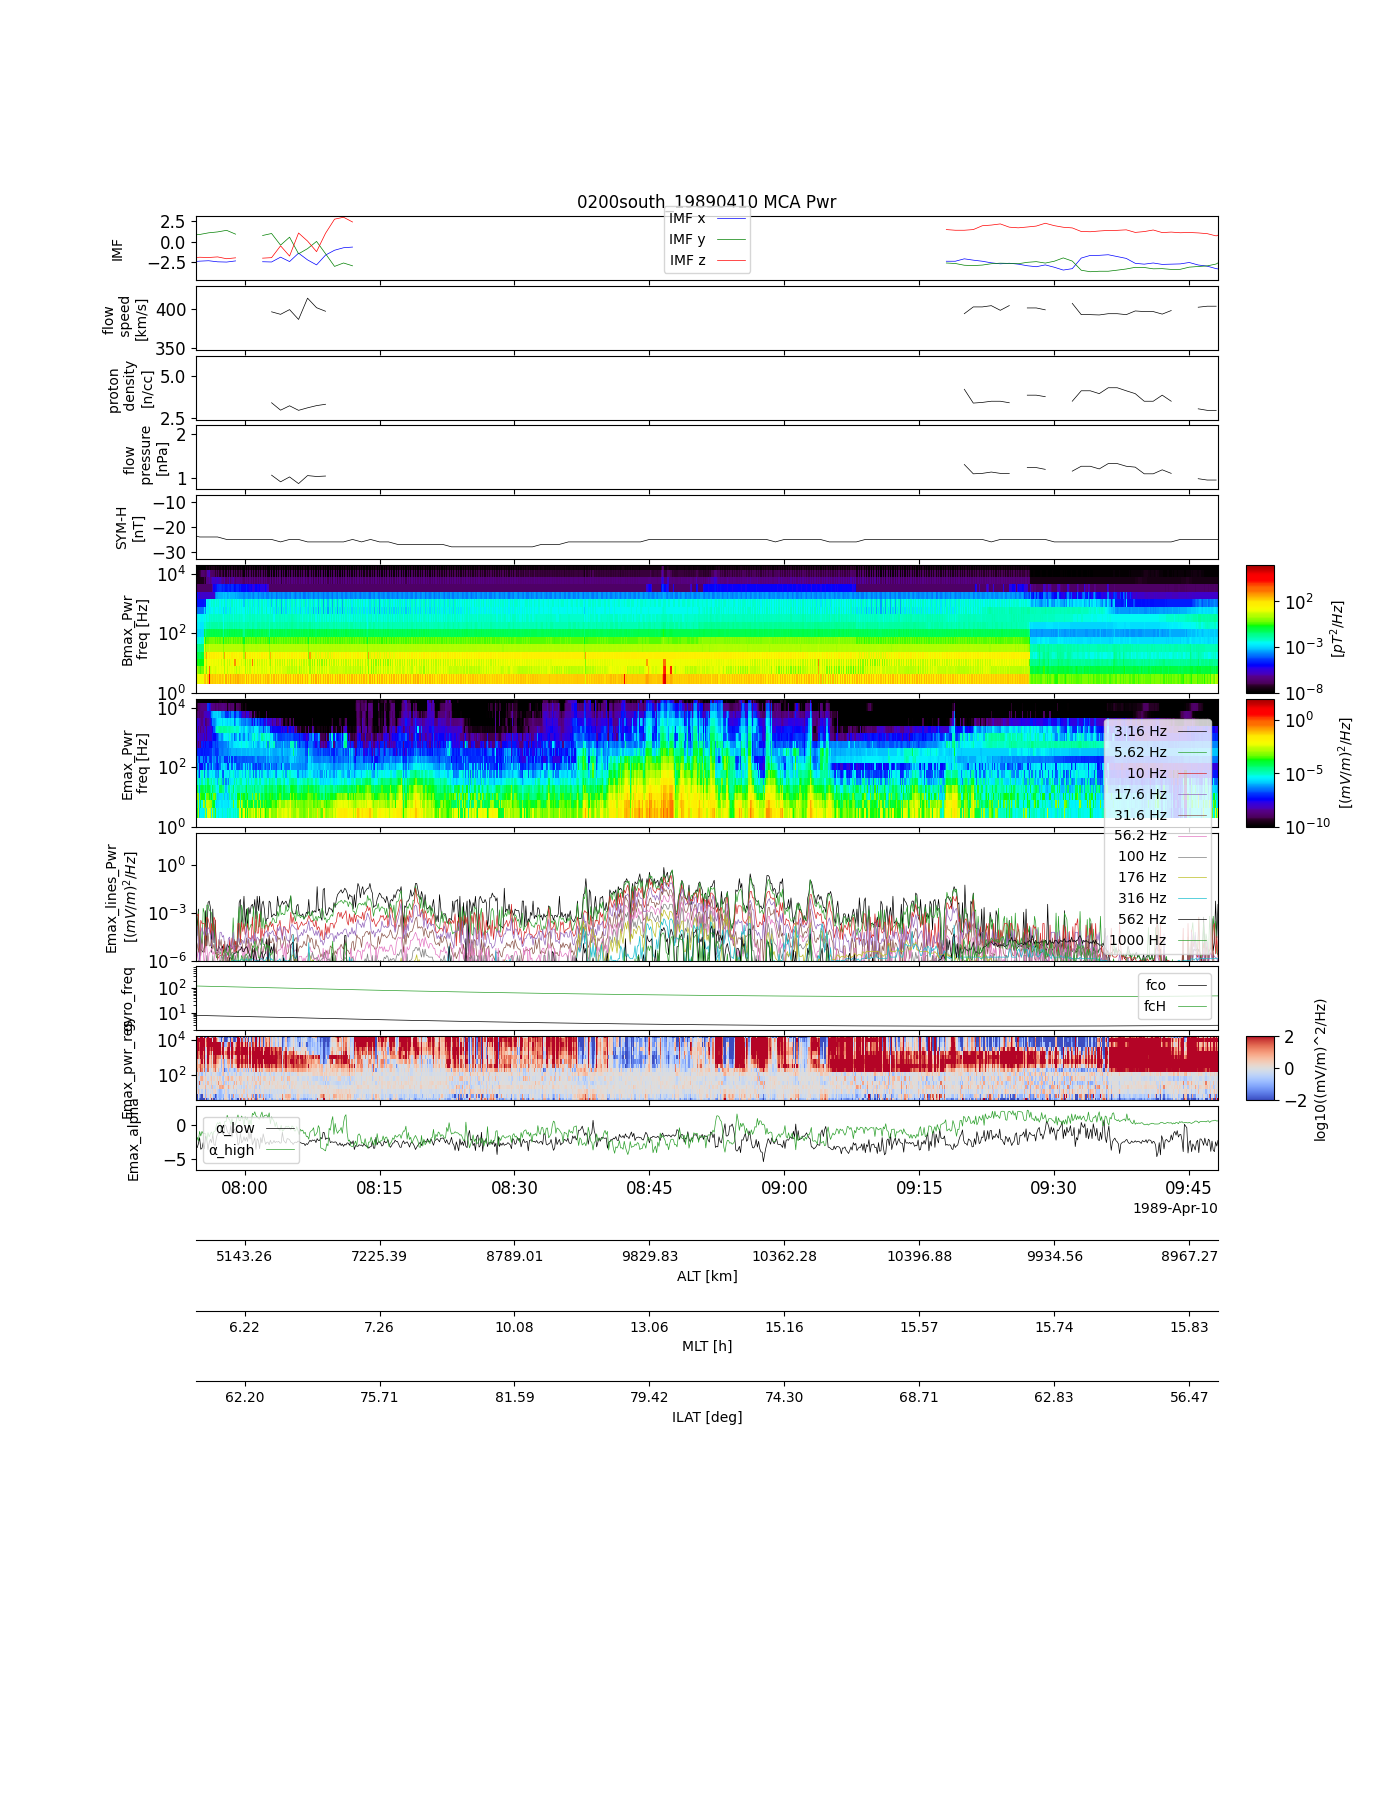 0200south_19890410 MCA Pwr
2.5
0.0
−2.5
IMF
IMF x
IMF y
IMF z
400
350
flow
speed
[km/s]
5.0
2.5
proton
density
[n/cc]
2
1
flow
pressure
[nPa]
−10
−20
−30
SYM-H
[nT]
10^4
10^2
10^0
Bmax_Pwr
freq [Hz]
10^2
10^−3
10^−8
[pT^2/Hz]
10^4
10^2
10^0
Emax_Pwr
freq [Hz]
10^0
10^−5
10^−10
[(mV/m)^2/Hz]
3.16 Hz
5.62 Hz
10 Hz
17.6 Hz
31.6 Hz
56.2 Hz
100 Hz
176 Hz
316 Hz
562 Hz
1000 Hz
10^0
10^−3
10^−6
Emax_lines_Pwr
[(mV/m)^2/Hz]
10^2
10^1
gyro_freq
fco
fcH
10^4
10^2
Emax_pwr_reg
2
0
−2
log10((mV/m)^2/Hz)
0
−5
Emax_alpha
α_low
α_high
08:00 08:15 08:30 08:45 09:00 09:15 09:30 09:45
1989-Apr-10
5143.26 7225.39 8789.01 9829.83 10362.28 10396.88 9934.56 8967.27
ALT [km]
6.22 7.26 10.08 13.06 15.16 15.57 15.74 15.83
MLT [h]
62.20 75.71 81.59 79.42 74.30 68.71 62.83 56.47
ILAT [deg]